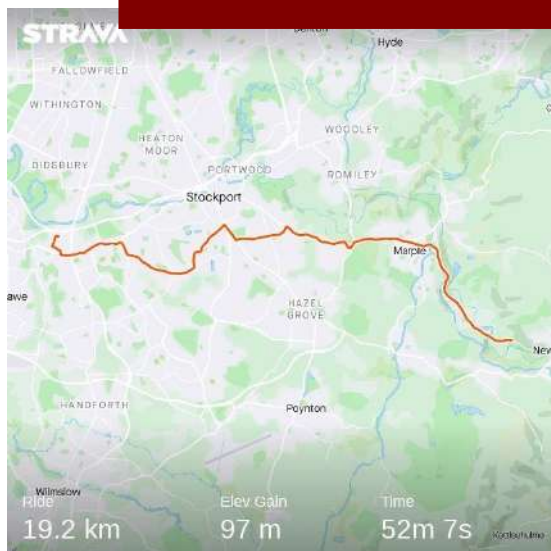 STRAVA
Hyde
FALLOWFIELD
WITHINGTON
WOODLEY
HEATON
MOOR
DIDSBURY
PORTWOOD
ROMILEY
Stockport
Marple
awe
HAZEL
GROVE
New
HANDFORTH
Poynton
Wilmslow
Ride
Elev Gain
Time
19.2 km
97 m
52m 7s